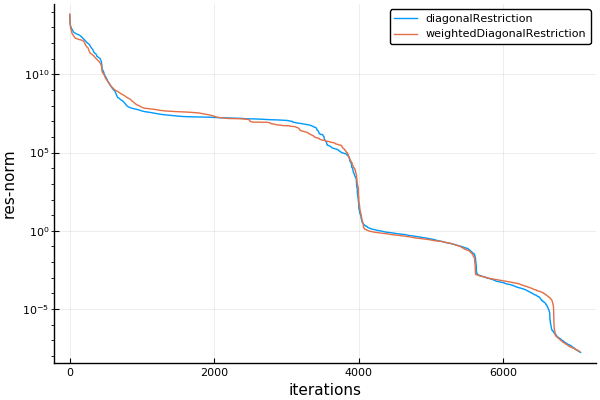 diagonalRestriction
weightedDiagonalRestriction
10^10
10^5
10^0
10^-5
res-norm
0 2000 4000 6000
iterations